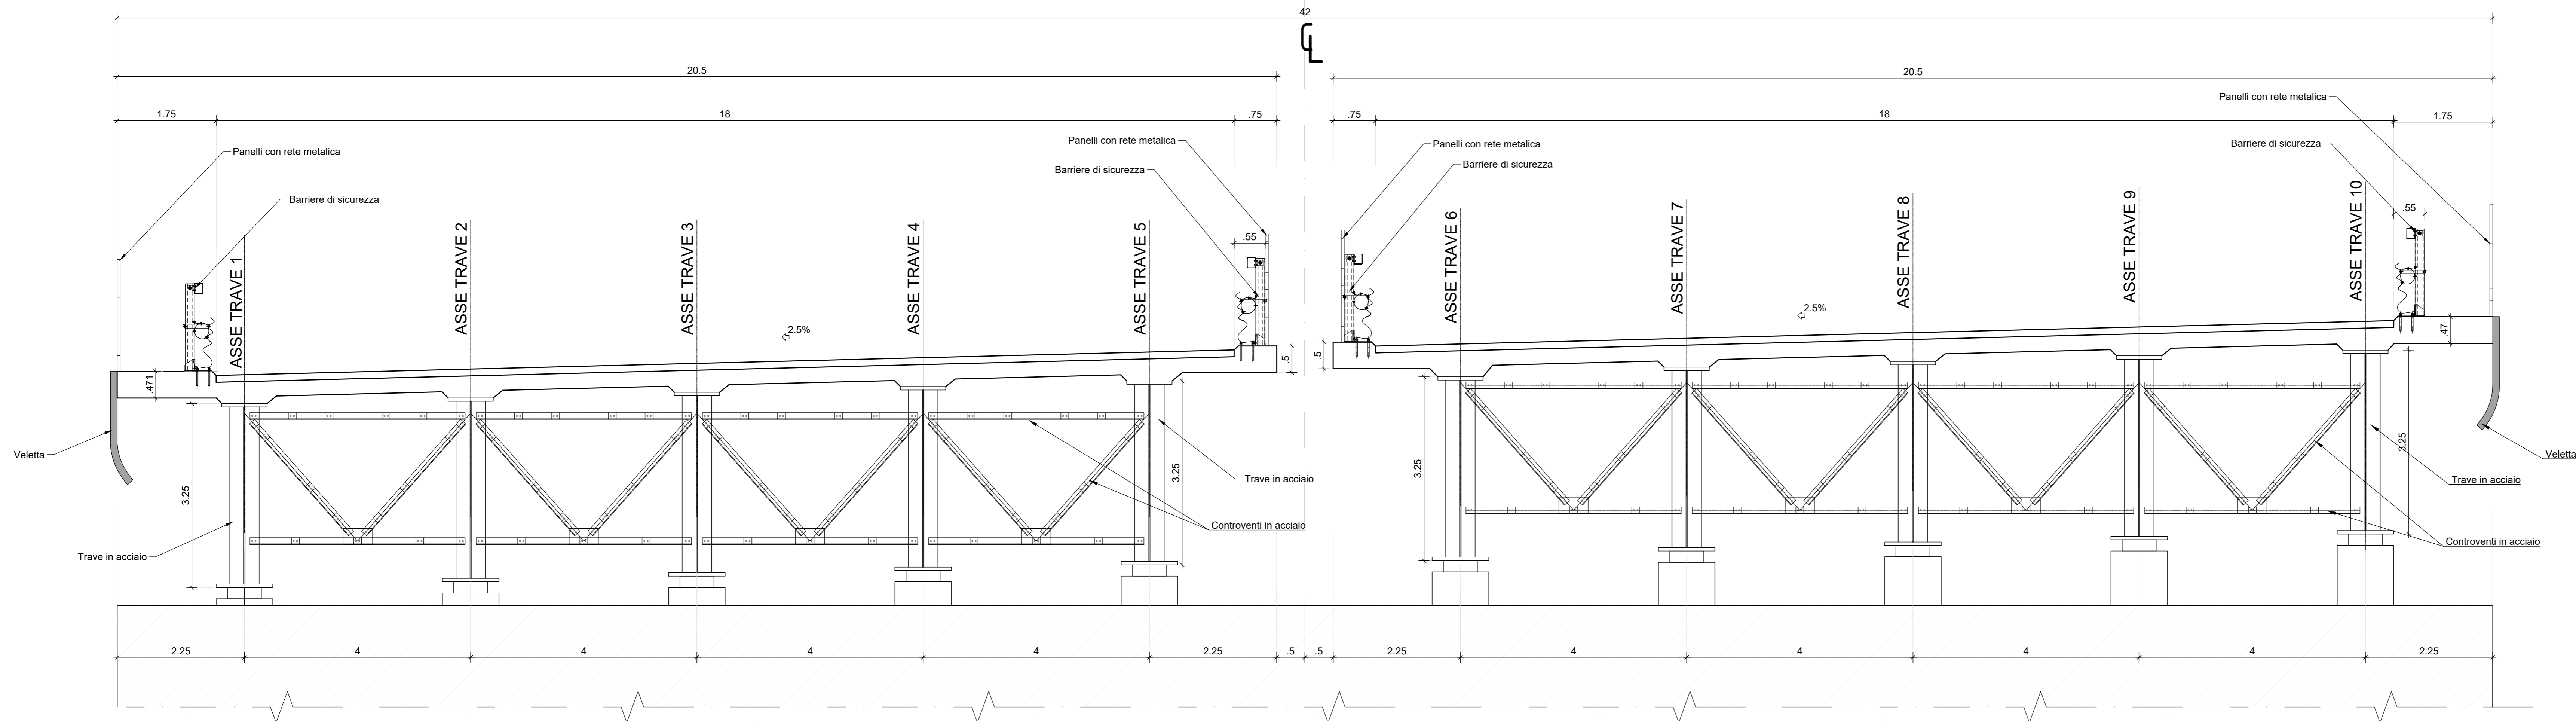 42
℄
20.5
20.5
1.75
18
.75
.75
18
1.75
Panelli con rete metalica
Panelli con rete metalica
Panelli con rete metalica
Panelli con rete metalica
Barriere di sicurezza
Barriere di sicurezza
Barriere di sicurezza
Barriere di sicurezza
ASSE TRAVE 1
ASSE TRAVE 2
ASSE TRAVE 3
ASSE TRAVE 4
ASSE TRAVE 5
ASSE TRAVE 6
ASSE TRAVE 7
ASSE TRAVE 8
ASSE TRAVE 9
ASSE TRAVE 10
.55
.55
2.5%
2.5%
.471
.5
.5
.47
Veletta
Veletta
3.25
3.25
3.25
3.25
Trave in acciaio
Trave in acciaio
Trave in acciaio
Controventi in acciaio
Controventi in acciaio
2.25
4
4
4
4
2.25
.5
.5
2.25
4
4
4
4
2.25